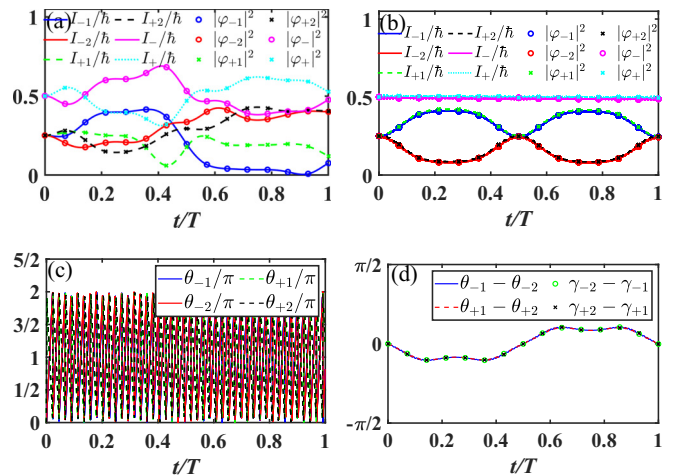 (a)
I₋₁/ħ I₊₂/ħ |φ₋₁|² |φ₊₂|²
I₋₂/ħ I₋/ħ |φ₋₂|² |φ₋|²
I₊₁/ħ I₊/ħ |φ₊₁|² |φ₊|²
1
0.5
0
0 0.2 0.4 0.6 0.8 1
t/T
(b)
I₋₁/ħ I₊₂/ħ |φ₋₁|² |φ₊₂|²
I₋₂/ħ I₋/ħ |φ₋₂|² |φ₋|²
I₊₁/ħ I₊/ħ |φ₊₁|² |φ₊|²
1
0.5
0
0 0.2 0.4 0.6 0.8 1
t/T
(c)
θ₋₁/π θ₊₁/π
θ₋₂/π θ₊₂/π
5/2
2
3/2
1
1/2
0
0 0.2 0.4 0.6 0.8 1
t/T
(d)
θ₋₁ − θ₋₂ γ₋₂ − γ₋₁
θ₊₁ − θ₊₂ γ₊₂ − γ₊₁
π/2
0
-π/2
0 0.2 0.4 0.6 0.8 1
t/T